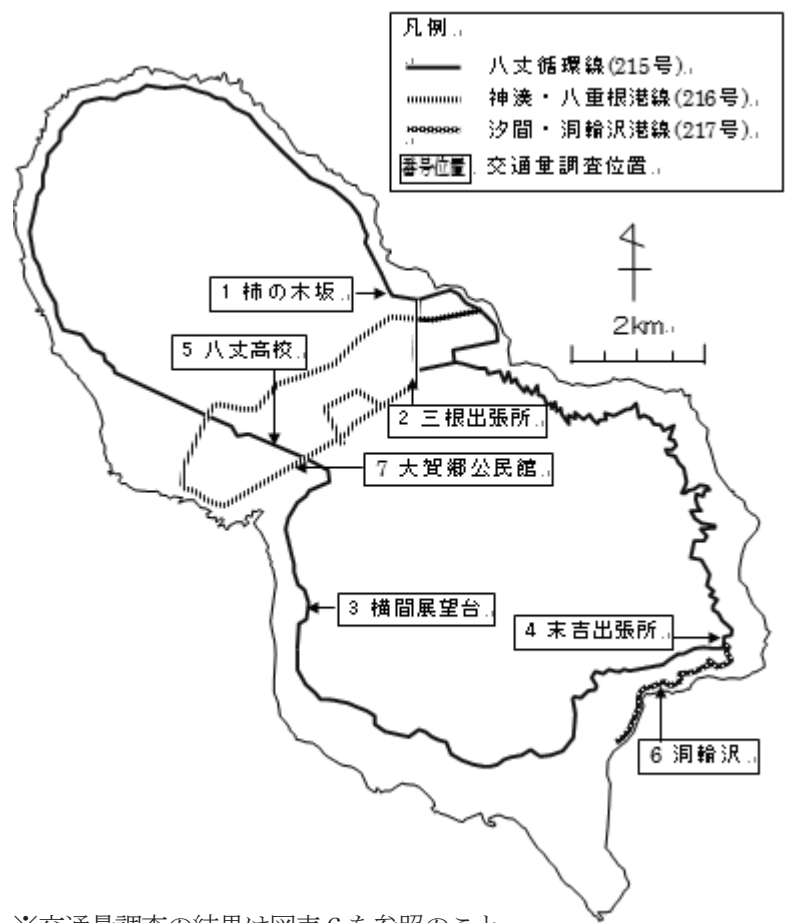 凡例
八丈循環線(215号)
神湊・八重根港線(216号)
汐間・洞輪沢港線(217号)
番号位置 交通量調査位置
1 柿の木坂
2km
5 八丈高校
2 三根出張所
7 大賀郷公民館
3 横間展望台
4 末吉出張所
6 洞輪沢
※交通量調査の結果は図表6を参照のこと